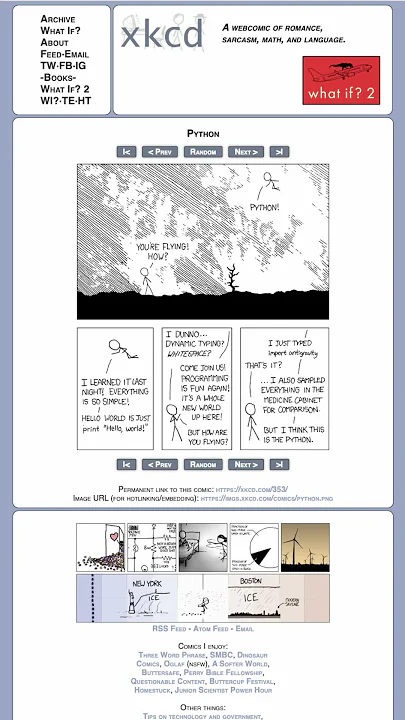 Archive
What If?
About
Feed•Email
TW•FB•IG
-Books-
What If? 2
WI?•TE•HT
xkcd
A webcomic of romance,
sarcasm, math, and language.
what if? 2
Python
|<
< Prev
Random
Next >
>|
PYTHON!
YOU'RE FLYING!
HOW?
I LEARNED IT LAST
NIGHT! EVERYTHING
IS SO SIMPLE!
HELLO WORLD IS JUST
print "Hello, world!"
I DUNNO...
DYNAMIC TYPING?
WHITESPACE?
COME JOIN US!
PROGRAMMING
IS FUN AGAIN!
IT'S A WHOLE
NEW WORLD
UP HERE!
BUT HOW ARE
YOU FLYING?
I JUST TYPED
import antigravity
THAT'S IT?
...I ALSO SAMPLED
EVERYTHING IN THE
MEDICINE CABINET
FOR COMPARISON.
BUT I THINK THIS
IS THE PYTHON.
|<
< Prev
Random
Next >
>|
Permanent link to this comic: https://xkcd.com/353/
Image URL (for hotlinking/embedding): https://imgs.xkcd.com/comics/python.png
NEW YORK
ICE
BOSTON
ICE
MODERN
SKYLINE
RSS Feed • Atom Feed • Email
Comics I enjoy:
Three Word Phrase, SMBC, Dinosaur
Comics, Oglaf (nsfw), A Softer World,
Buttersafe, Perry Bible Fellowship,
Questionable Content, Buttercup Festival,
Homestuck, Junior Scientist Power Hour
Other things:
Tips on technology and government,